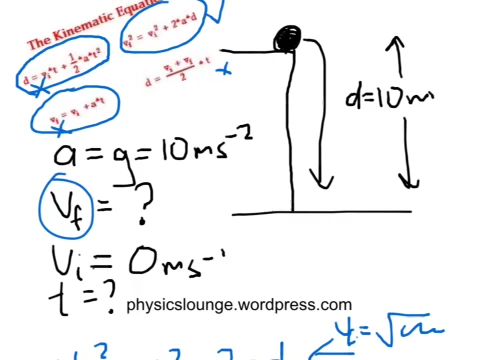 The Kinematic Equatio
d = vᵢ*t + 1/2*a*t²
vf² = vᵢ² + 2*a*d
vf = vᵢ + a*t
d = (vᵢ + vf)/2 * t
d=10m
a = g = 10ms⁻²
Vf = ?
Vᵢ = 0ms⁻¹
t = ?
physicslounge.wordpress.com